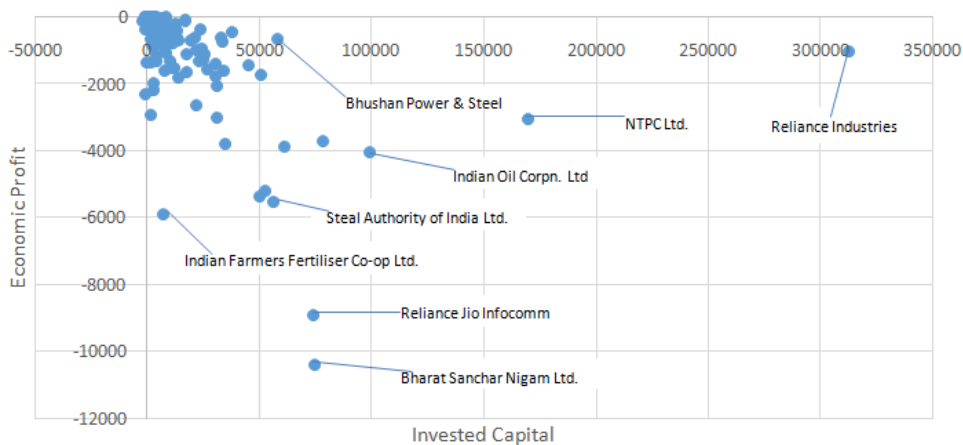 0
-50000 0 50000 100000 150000 200000 250000 300000 350000
-2000
Bhushan Power & Steel
NTPC Ltd.
Reliance Industries
-4000
Indian Oil Corpn. Ltd
Steal Authority of India Ltd.
-6000
Indian Farmers Fertiliser Co-op Ltd.
-8000
Reliance Jio Infocomm
-10000
Bharat Sanchar Nigam Ltd.
-12000
Economic Profit
Invested Capital